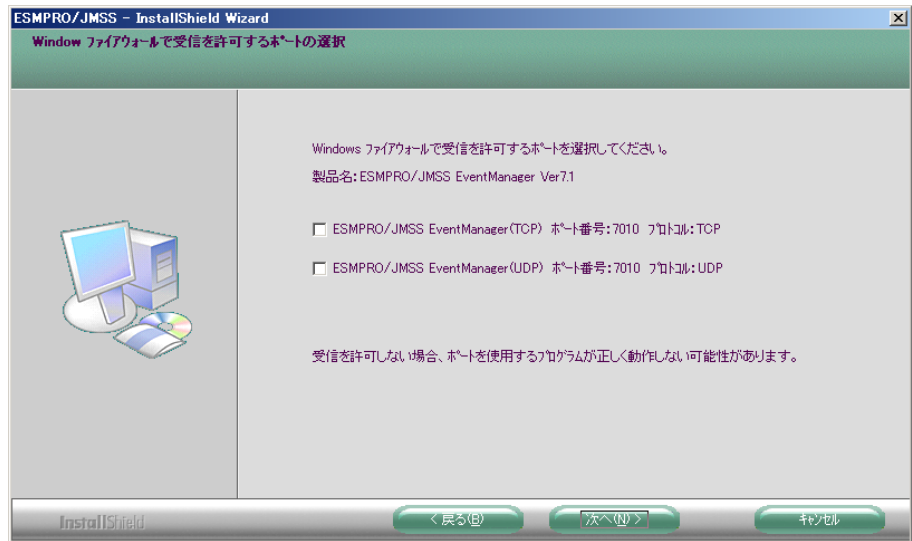 ESMPRO/JMSS - InstallShield Wizard
Window ﾌｧｲｱｳｫｰﾙで受信を許可するﾎﾟｰﾄの選択
Windows ﾌｧｲｱｳｫｰﾙで受信を許可するﾎﾟｰﾄを選択してください。
製品名:ESMPRO/JMSS EventManager Ver7.1
ESMPRO/JMSS EventManager(TCP) ﾎﾟｰﾄ番号:7010 ﾌﾟﾛﾄｺﾙ:TCP
ESMPRO/JMSS EventManager(UDP) ﾎﾟｰﾄ番号:7010 ﾌﾟﾛﾄｺﾙ:UDP
受信を許可しない場合、ﾎﾟｰﾄを使用するﾌﾟﾛｸﾞﾗﾑが正しく動作しない可能性があります。
InstallShield
< 戻る(B)
次へ(N) >
ｷｬﾝｾﾙ